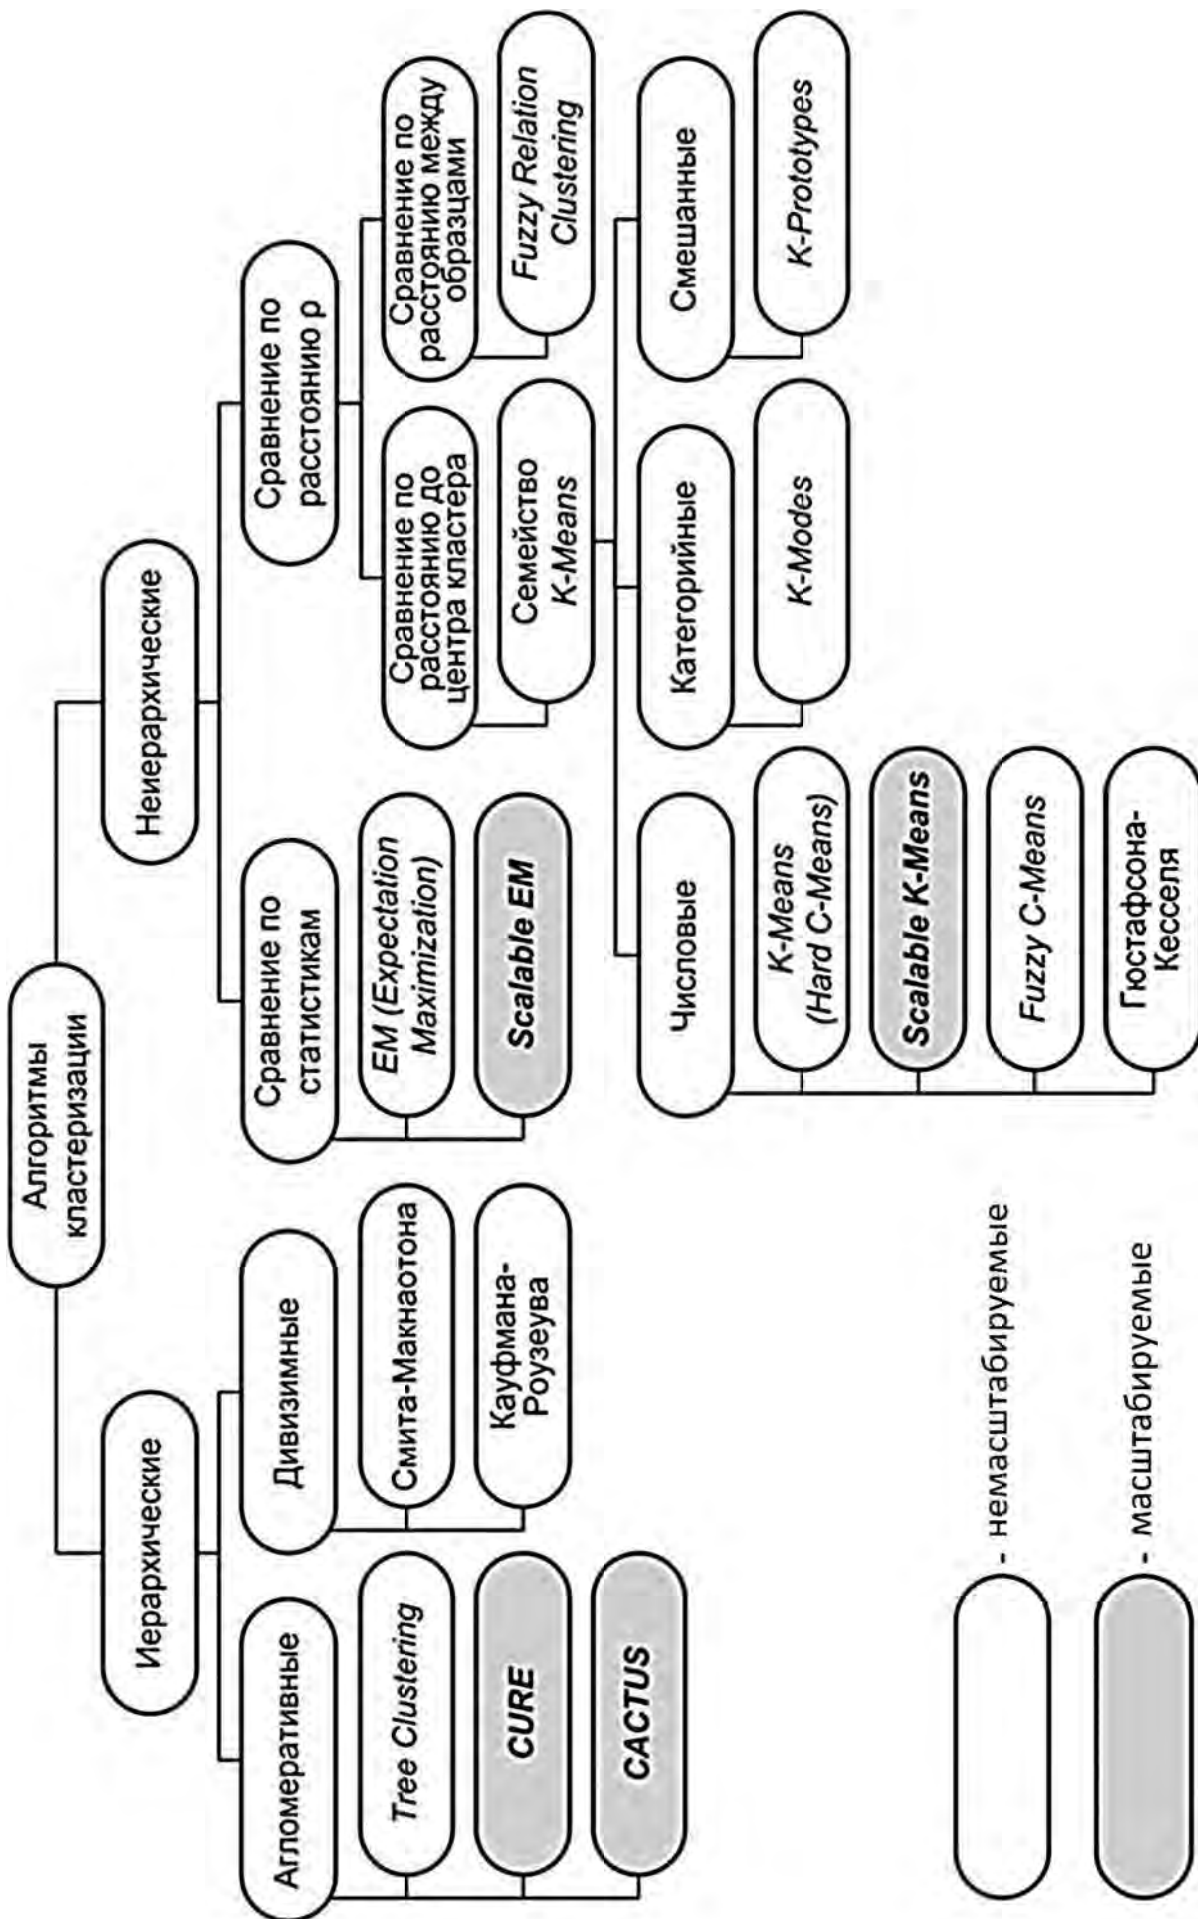 Алгоритмы
кластеризации
Иерархические
Неиерархические
Агломеративные
Дивизимные
Сравнение по
статистикам
Сравнение по
расстоянию р
Tree Clustering
CURE
CACTUS
Смита-Макнаотона
Кауфмана-
Роузеува
EM (Expectation
Maximization)
Scalable EM
Сравнение по
расстоянию до
центра кластера
Сравнение по
расстоянию между
образцами
Семейство
K-Means
Fuzzy Relation
Clustering
Числовые
Категорийные
Смешанные
K-Means
(Hard C-Means)
Scalable K-Means
Fuzzy C-Means
Гюстафсона-
Кесселя
K-Modes
K-Prototypes
- немасштабируемые
- масштабируемые